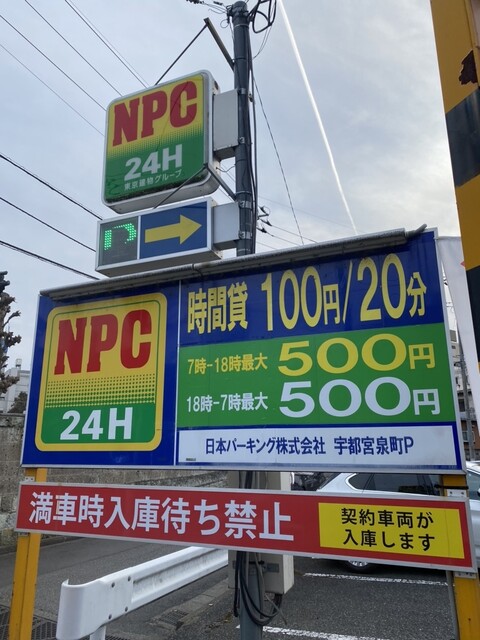 NPC
24H
東京建物グループ
P
時間貸 100円/20分
NPC
24H
7時-18時最大 500円
18時-7時最大 500円
日本パーキング株式会社 宇都宮泉町P
満車時入庫待ち禁止
契約車両が
入庫します